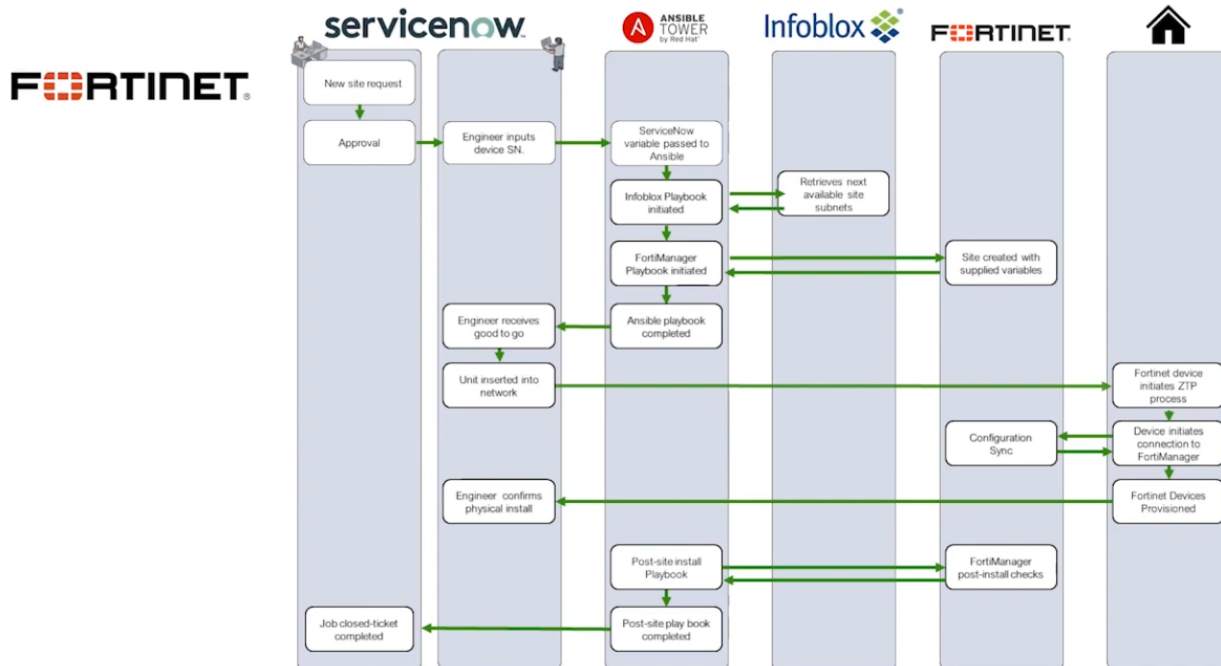 servicenow™
ANSIBLE
TOWER
by Red Hat®
Infoblox®
FORTINET®
FORTINET®
New site request
Approval
Engineer inputs
device SN.
ServiceNow
variable passed to
Ansible
Infoblox Playbook
initiated
Retrieves next
available site
subnets
FortiManager
Playbook initiated
Site created with
supplied variables
Engineer receives
good to go
Ansible playbook
completed
Unit inserted into
network
Fortinet device
initiates ZTP
process
Configuration
Sync
Device initiates
connection to
FortiManager
Engineer confirms
physical install
Fortinet Devices
Provisioned
Post-site install
Playbook
FortiManager
post-install checks
Job closed-ticket
completed
Post-site play book
completed